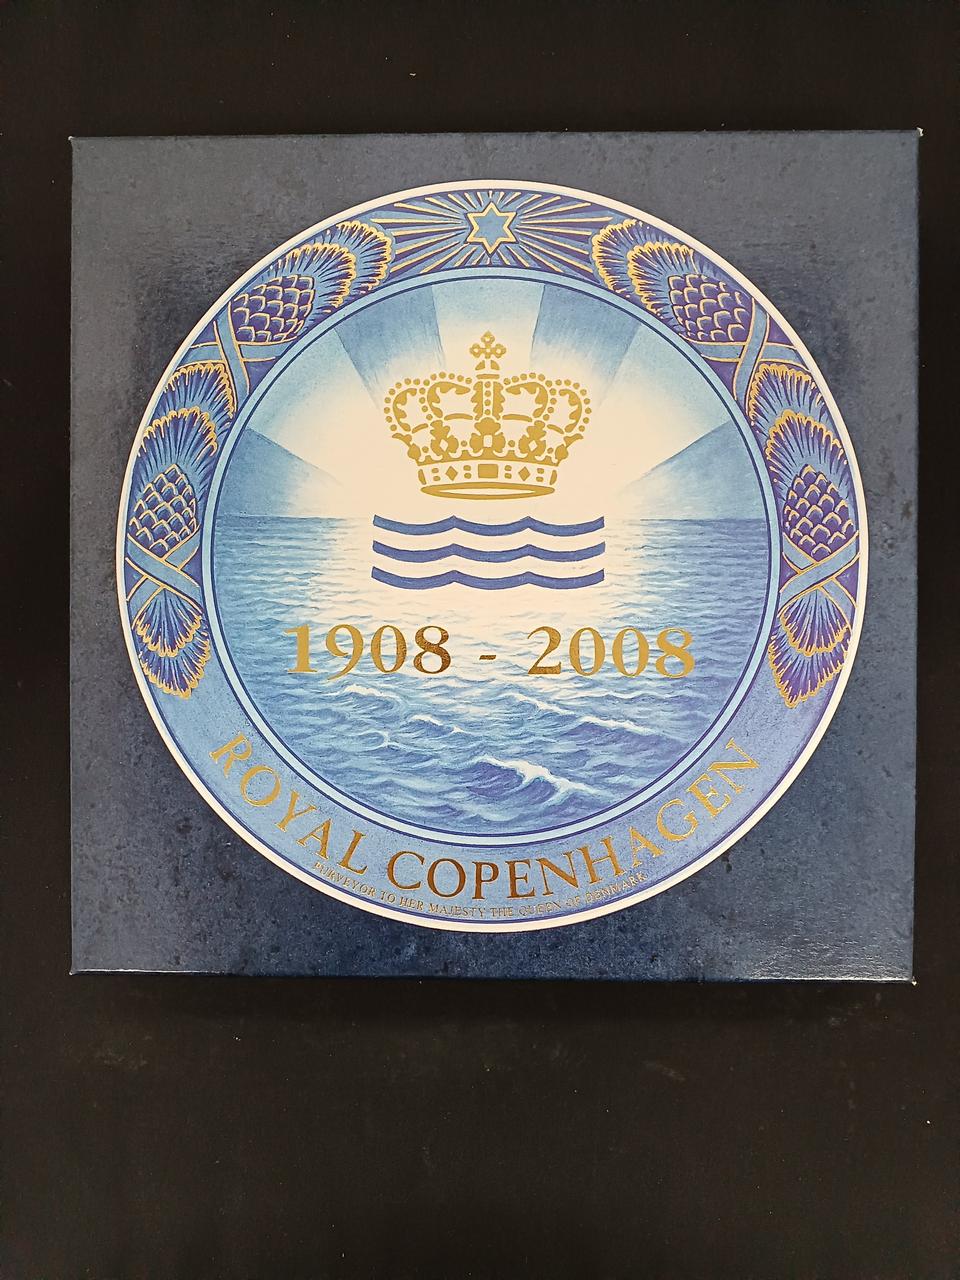 1908 - 2008
ROYAL COPENHAGEN
PURVEYOR TO HER MAJESTY THE QUEEN OF DENMARK